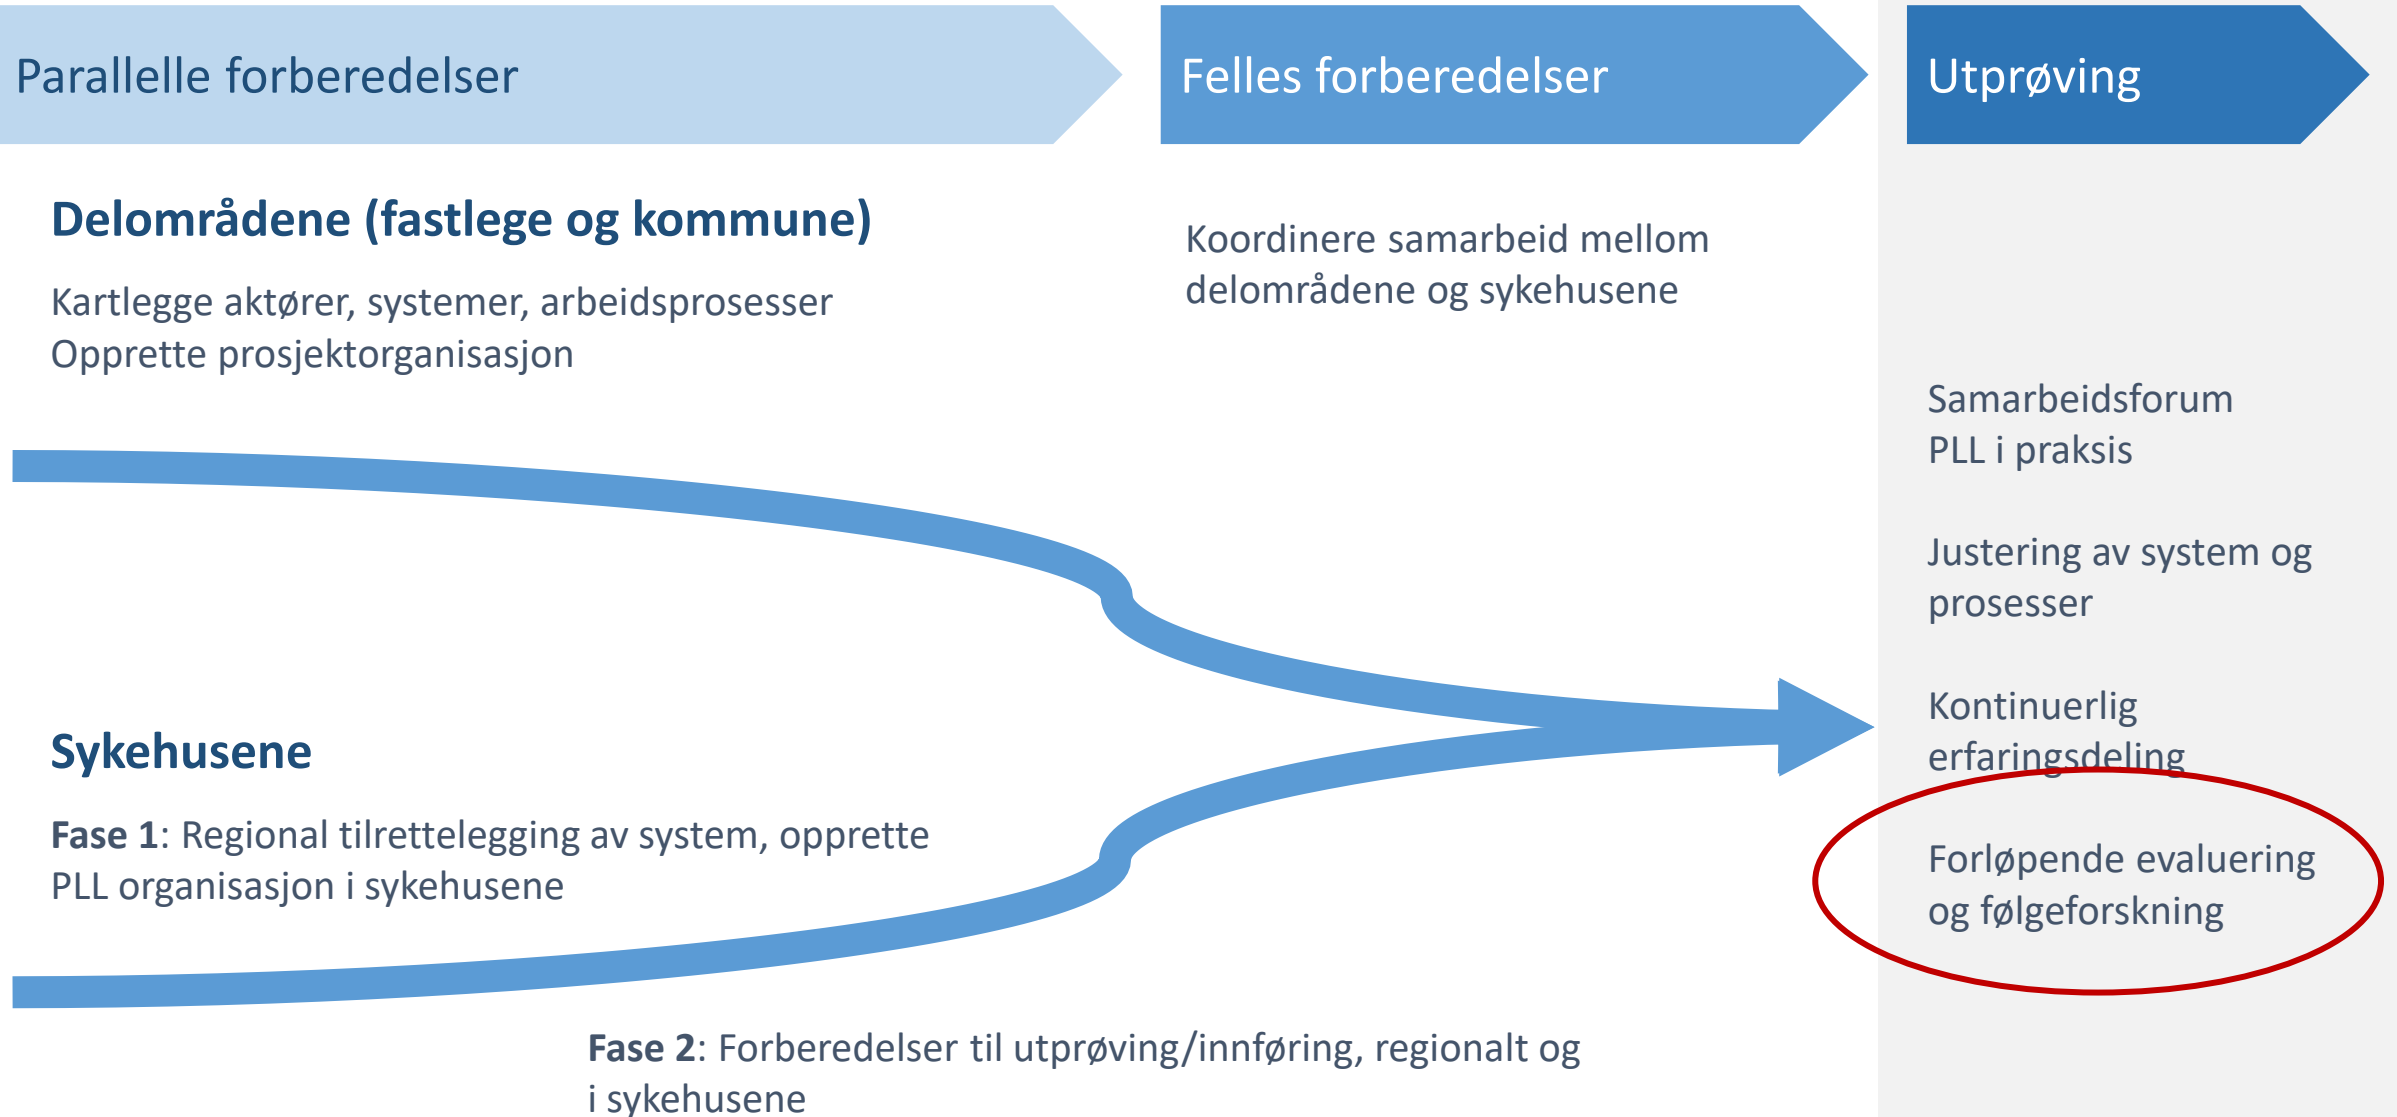 Parallelle forberedelser
Felles forberedelser
Utprøving
Delområdene (fastlege og kommune)
Kartlegge aktører, systemer, arbeidsprosesser
Opprette prosjektorganisasjon
Koordinere samarbeid mellom
delområdene og sykehusene
Sykehusene
Fase 1: Regional tilrettelegging av system, opprette
PLL organisasjon i sykehusene
Fase 2: Forberedelser til utprøving/innføring, regionalt og
i sykehusene
Samarbeidsforum
PLL i praksis
Justering av system og
prosesser
Kontinuerlig
erfaringsdeling
Forløpende evaluering
og følgeforskning